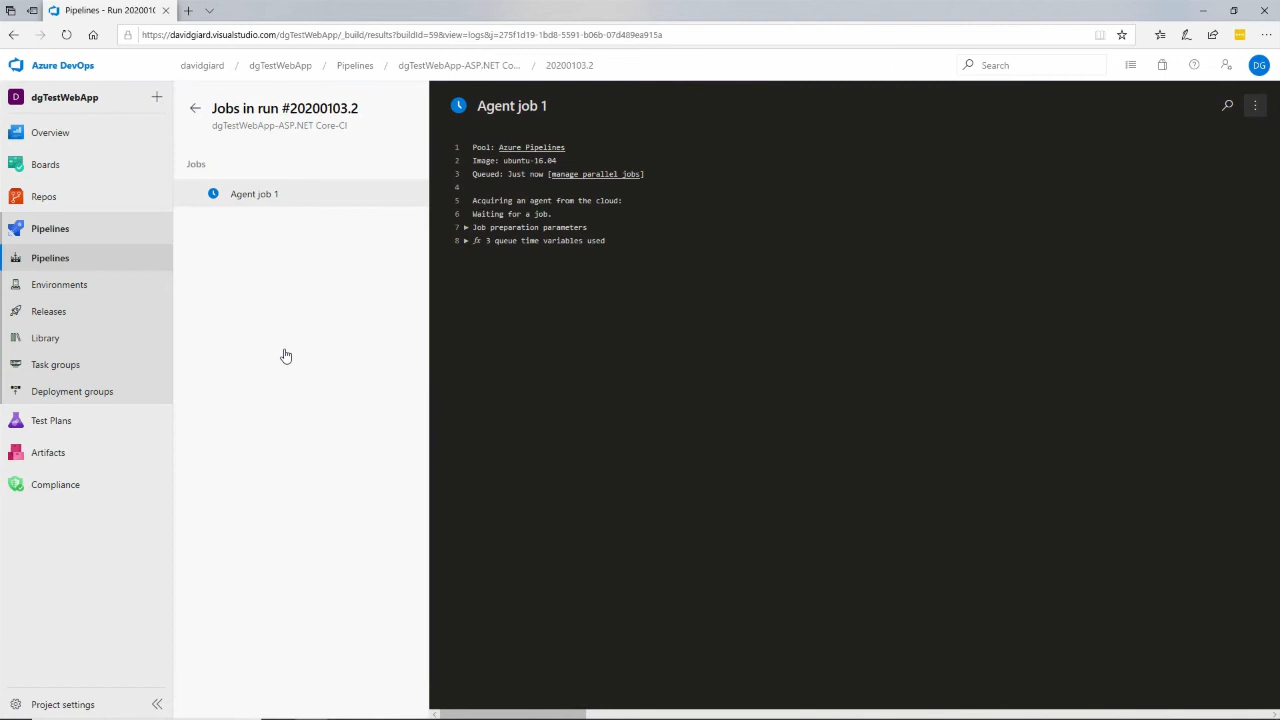 Pipelines - Run 2020010
https://davidgiard.visualstudio.com/dgTestWebApp/_build/results?buildId=59&view=logs&j=275f1d19-1bd8-5591-b06b-07d489ea915a
Azure DevOps
davidgiard / dgTestWebApp / Pipelines / dgTestWebApp-ASP.NET Co... / 20200103.2
Search
DG
D dgTestWebApp
Overview
Boards
Repos
Pipelines
Pipelines
Environments
Releases
Library
Task groups
Deployment groups
Test Plans
Artifacts
Compliance
Project settings
Jobs in run #20200103.2
dgTestWebApp-ASP.NET Core-CI
Jobs
Agent job 1
Agent job 1
1 Pool: Azure Pipelines
2 Image: ubuntu-16.04
3 Queued: Just now [manage parallel jobs]
4
5 Acquiring an agent from the cloud:
6 Waiting for a job.
7 Job preparation parameters
8 fx 3 queue time variables used